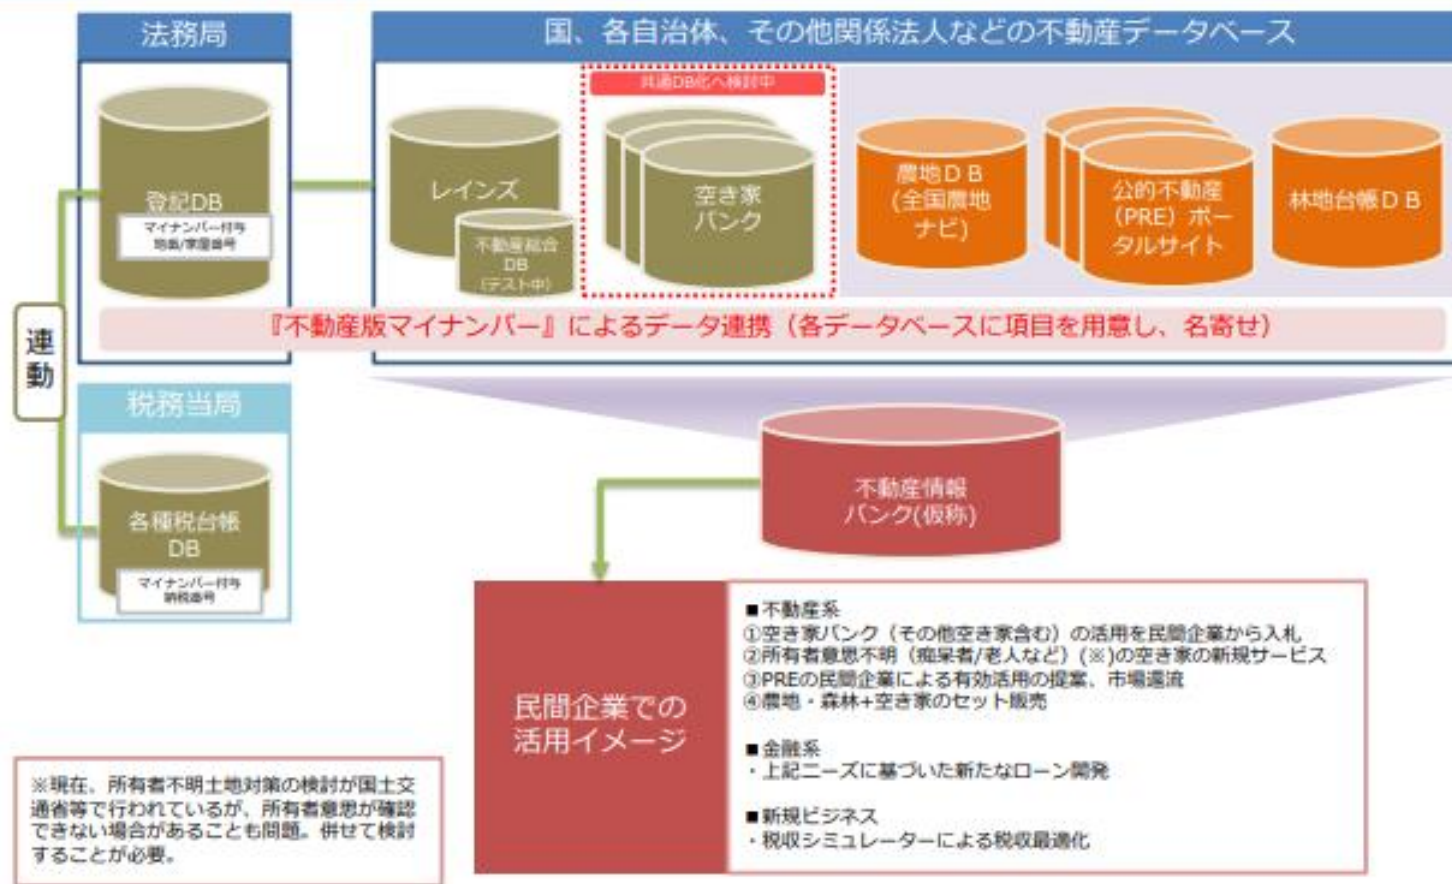 法務局
国、各自治体、その他関係法人などの不動産データベース
共通DB化へ検討中
登記DB
マイナンバー付与
地番/家屋番号
レインズ
不動産総合
DB
(テスト中)
空き家
バンク
農地DB
(全国農地
ナビ)
公的不動産
（PRE）ポー
タルサイト
林地台帳DB
『不動産版マイナンバー』によるデータ連携（各データベースに項目を用意し、名寄せ）
連
動
税務当局
各種税台帳
DB
マイナンバー付与
納税番号
不動産情報
バンク(仮称)
民間企業での
活用イメージ
■不動産系
①空き家バンク（その他空き家含む）の活用を民間企業から入札
②所有者意思不明（痴呆者/老人など）(※)の空き家の新規サービス
③PREの民間企業による有効活用の提案、市場還流
④農地・森林+空き家のセット販売
■金融系
・上記ニーズに基づいた新たなローン開発
■新規ビジネス
・税収シミュレーターによる税収最適化
※現在、所有者不明土地対策の検討が国土交
通省等で行われているが、所有者意思が確認
できない場合があることも問題。併せて検討
することが必要。